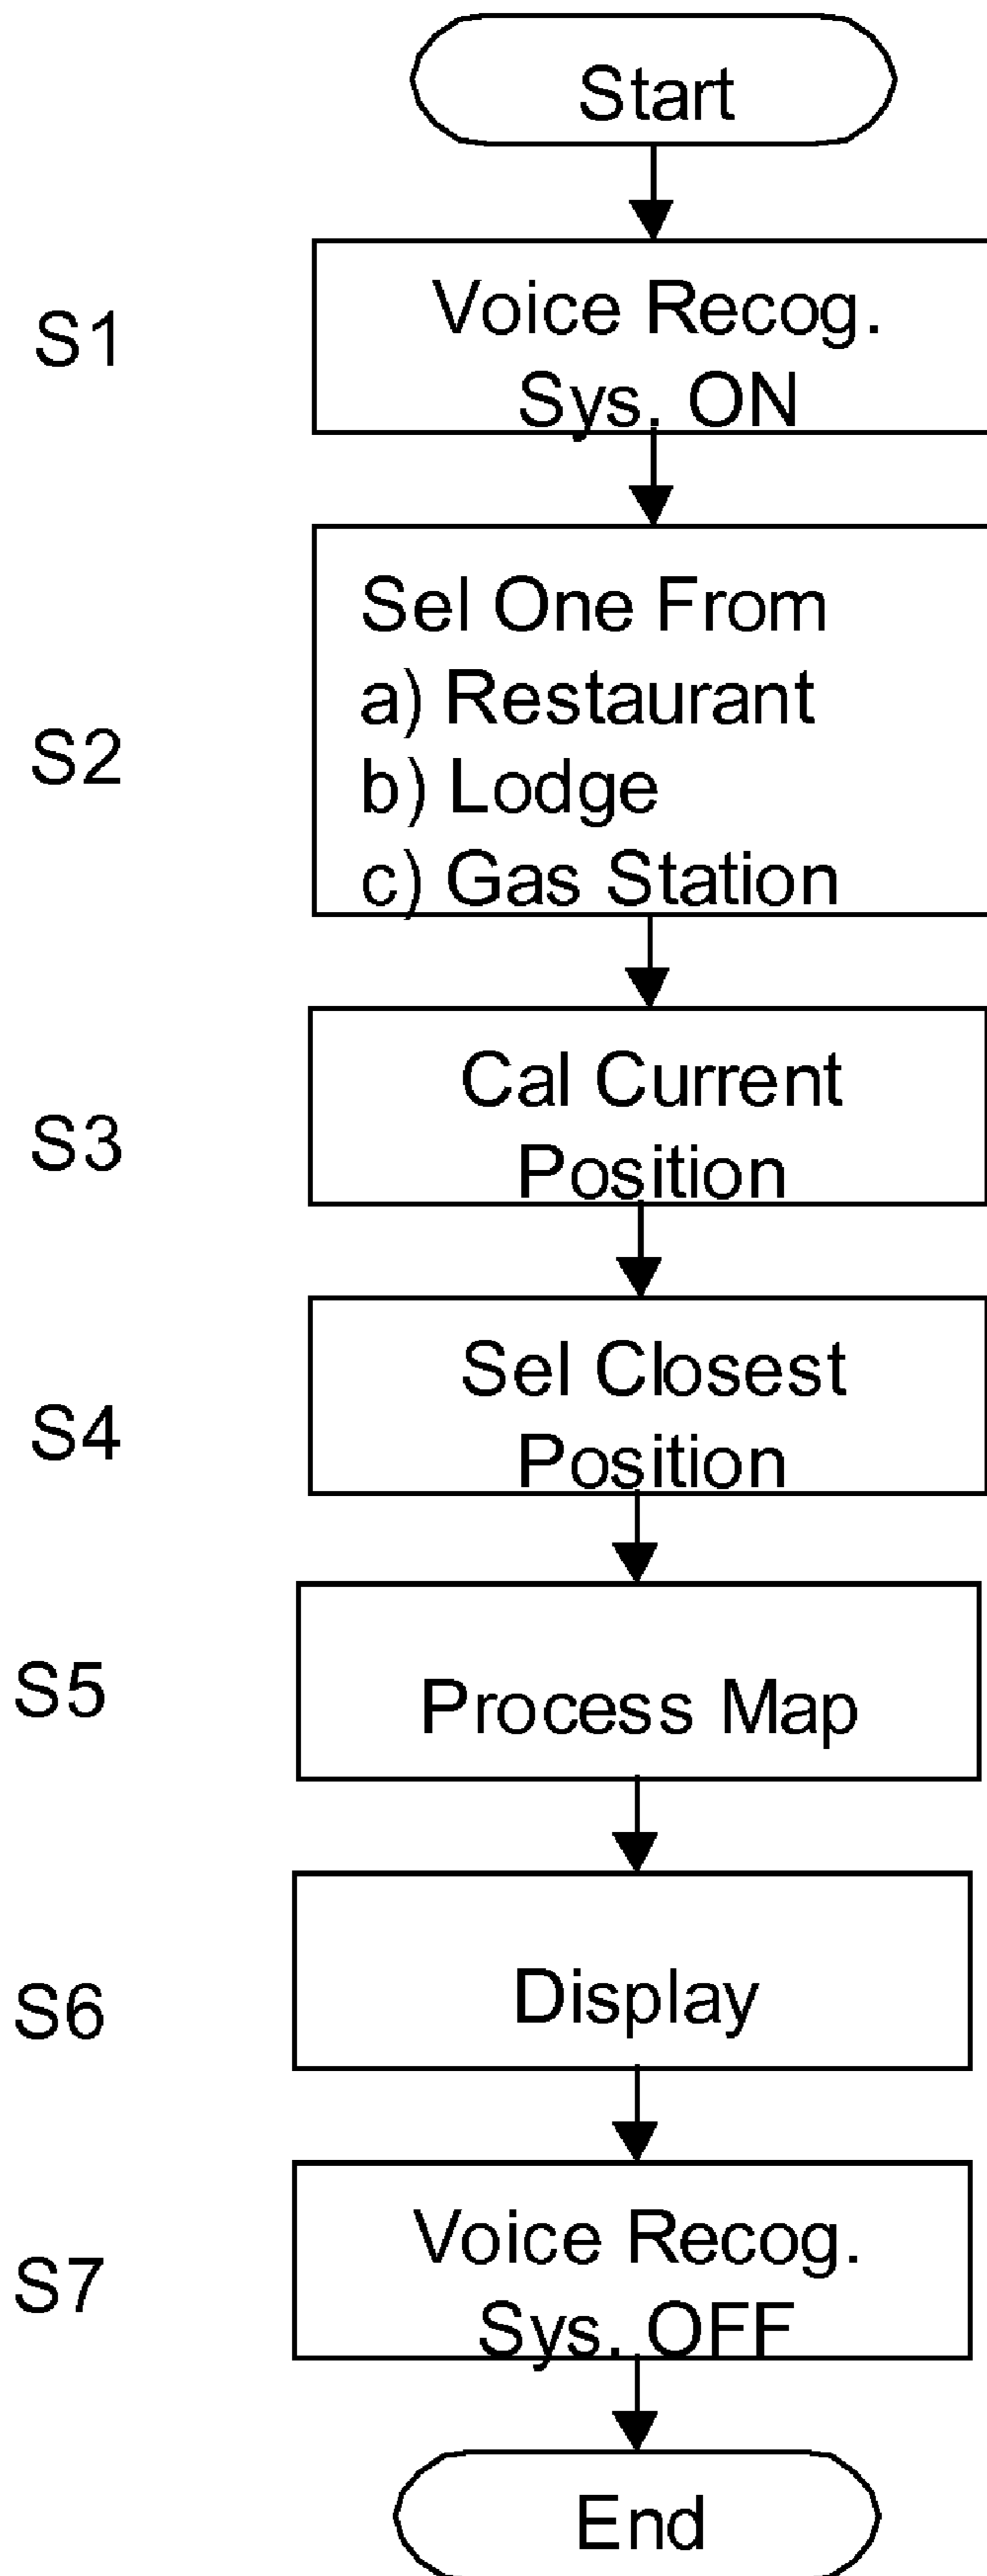 Start
S1
Voice Recog.
Sys. ON
S2
Sel One From
a) Restaurant
b) Lodge
c) Gas Station
S3
Cal Current
Position
S4
Sel Closest
Position
S5
Process Map
S6
Display
S7
Voice Recog.
Sys. OFF
End